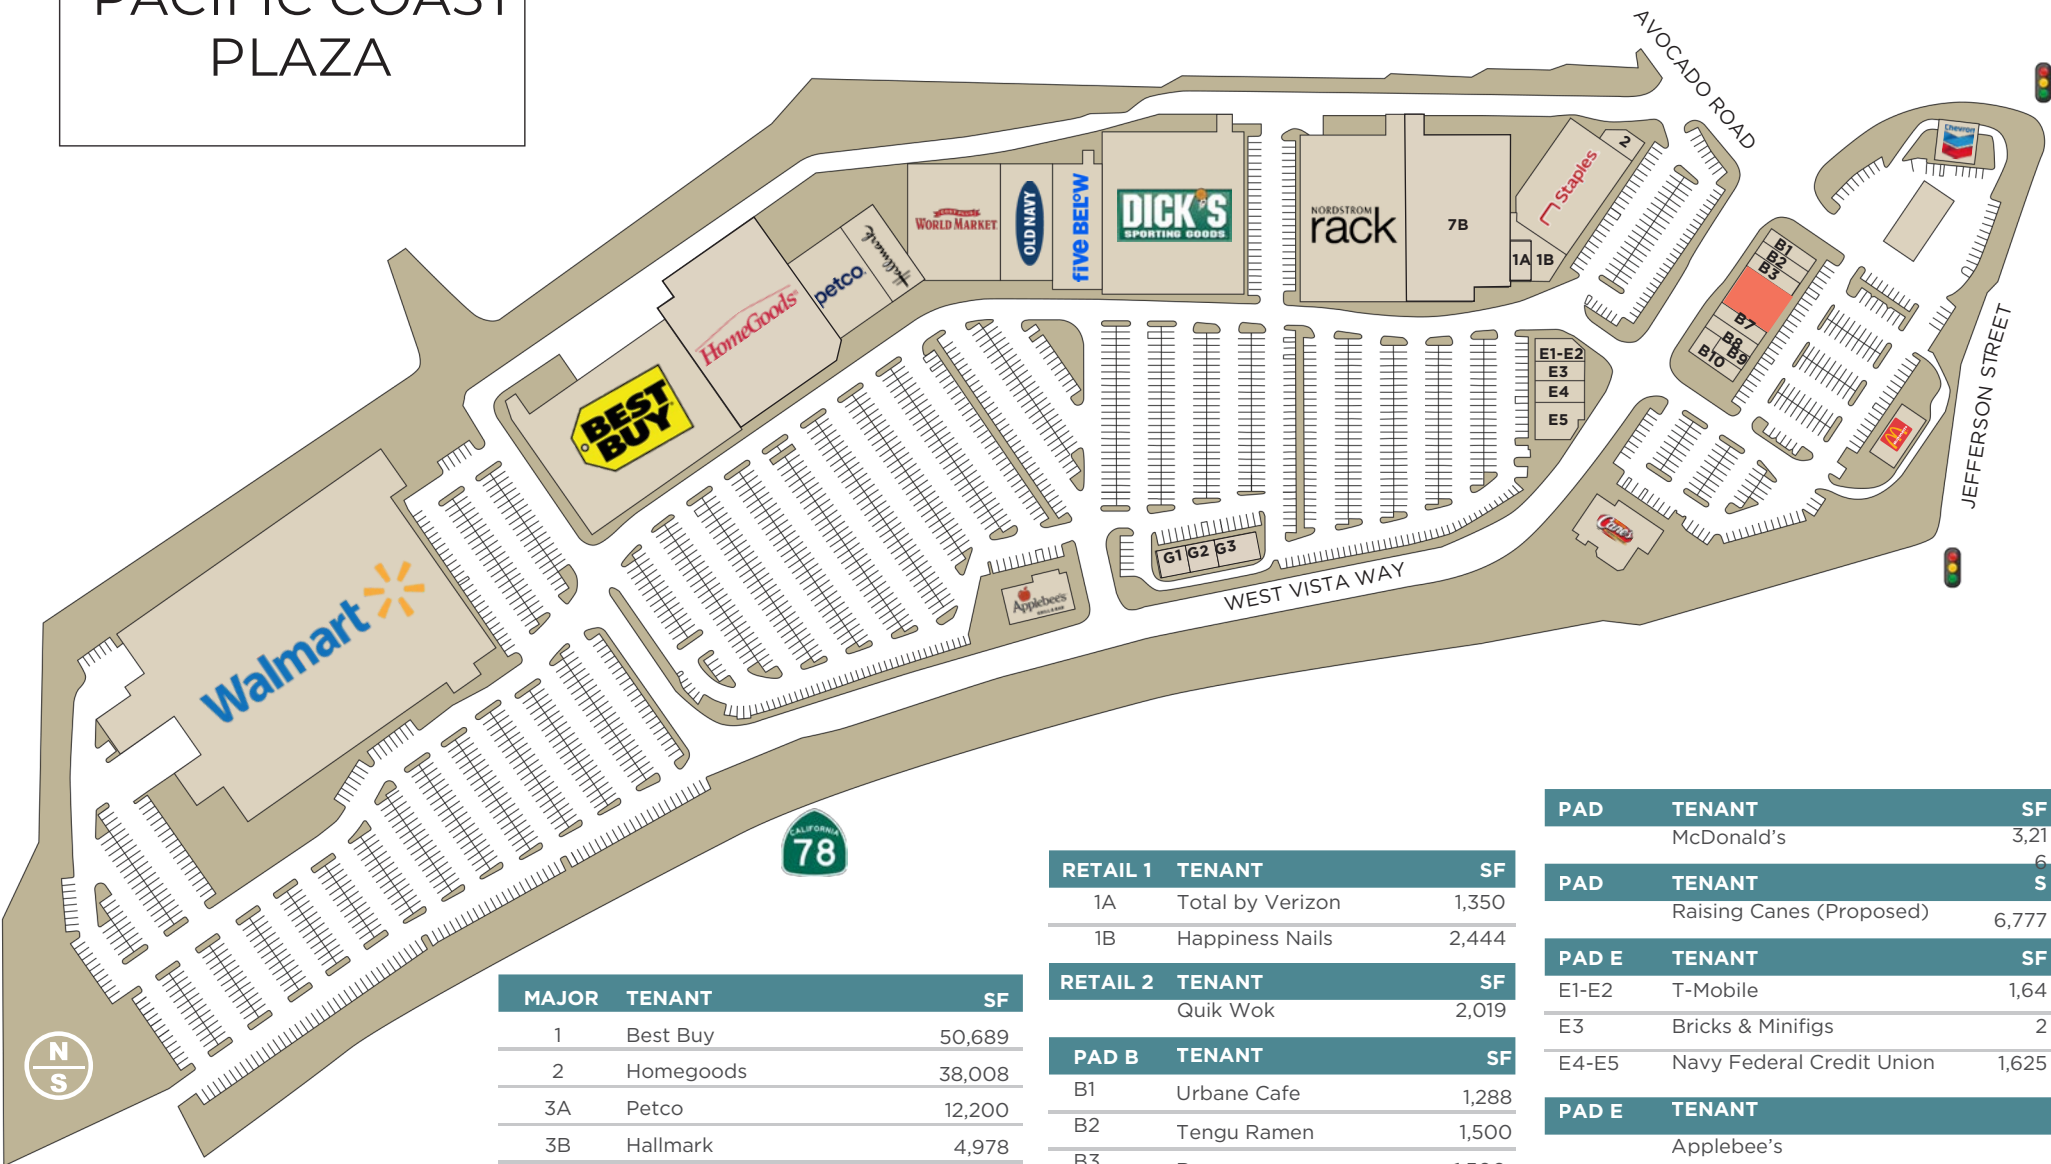 PACIFIC COAST
PLAZA
AVOCADO ROAD
Chevron
2
Staples
WORLD MARKET
OLD NAVY
five BEL°W
DICK'S
SPORTING GOODS
NORDSTROM
rack
7B
1A 1B
Hallmark
petco
HomeGoods
BEST
BUY
B1
B2
B3
B7
B8
B9
B10
E1-E2
E3
E4
E5
JEFFERSON STREET
G1 G2 G3
Applebee's
WEST VISTA WAY
Cane's
Walmart
CALIFORNIA
78
N
S
MAJOR TENANT SF
1 Best Buy 50,689
2 Homegoods 38,008
3A Petco 12,200
3B Hallmark 4,978
RETAIL 1 TENANT SF
1A Total by Verizon 1,350
1B Happiness Nails 2,444
RETAIL 2 TENANT SF
Quik Wok 2,019
PAD B TENANT SF
B1 Urbane Cafe 1,288
B2 Tengu Ramen 1,500
B3
PAD TENANT SF
McDonald's 3,21
6
PAD TENANT S
Raising Canes (Proposed) 6,777
PAD E TENANT SF
E1-E2 T-Mobile 1,64
E3 Bricks & Minifigs 2
E4-E5 Navy Federal Credit Union 1,625
PAD E TENANT
Applebee's